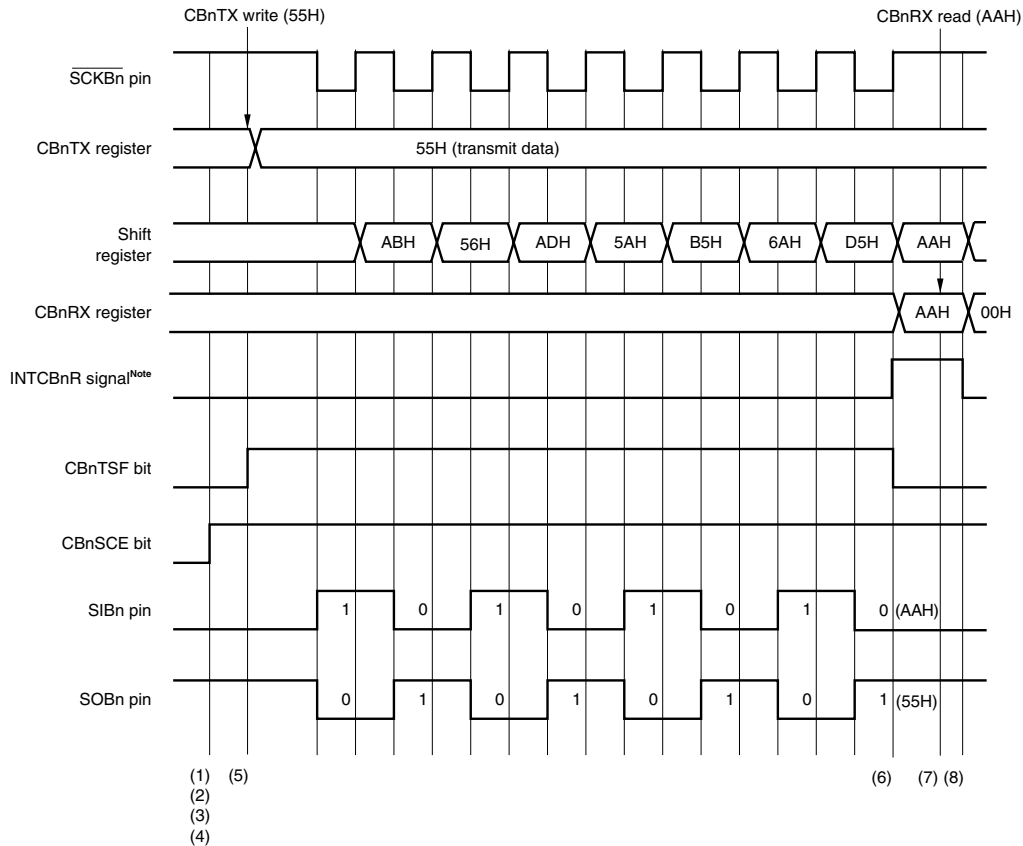 CBnTX write (55H)
CBnRX read (AAH)
SCKBn pin
CBnTX register
55H (transmit data)
Shift
register
ABH
56H
ADH
5AH
B5H
6AH
D5H
AAH
CBnRX register
AAH
00H
INTCBnR signalNote
CBnTSF bit
CBnSCE bit
SIBn pin
1
0
1
0
1
0
1
0 (AAH)
SOBn pin
0
1
0
1
0
1
0
1 (55H)
(1)
(5)
(6)
(7)
(8)
(2)
(3)
(4)